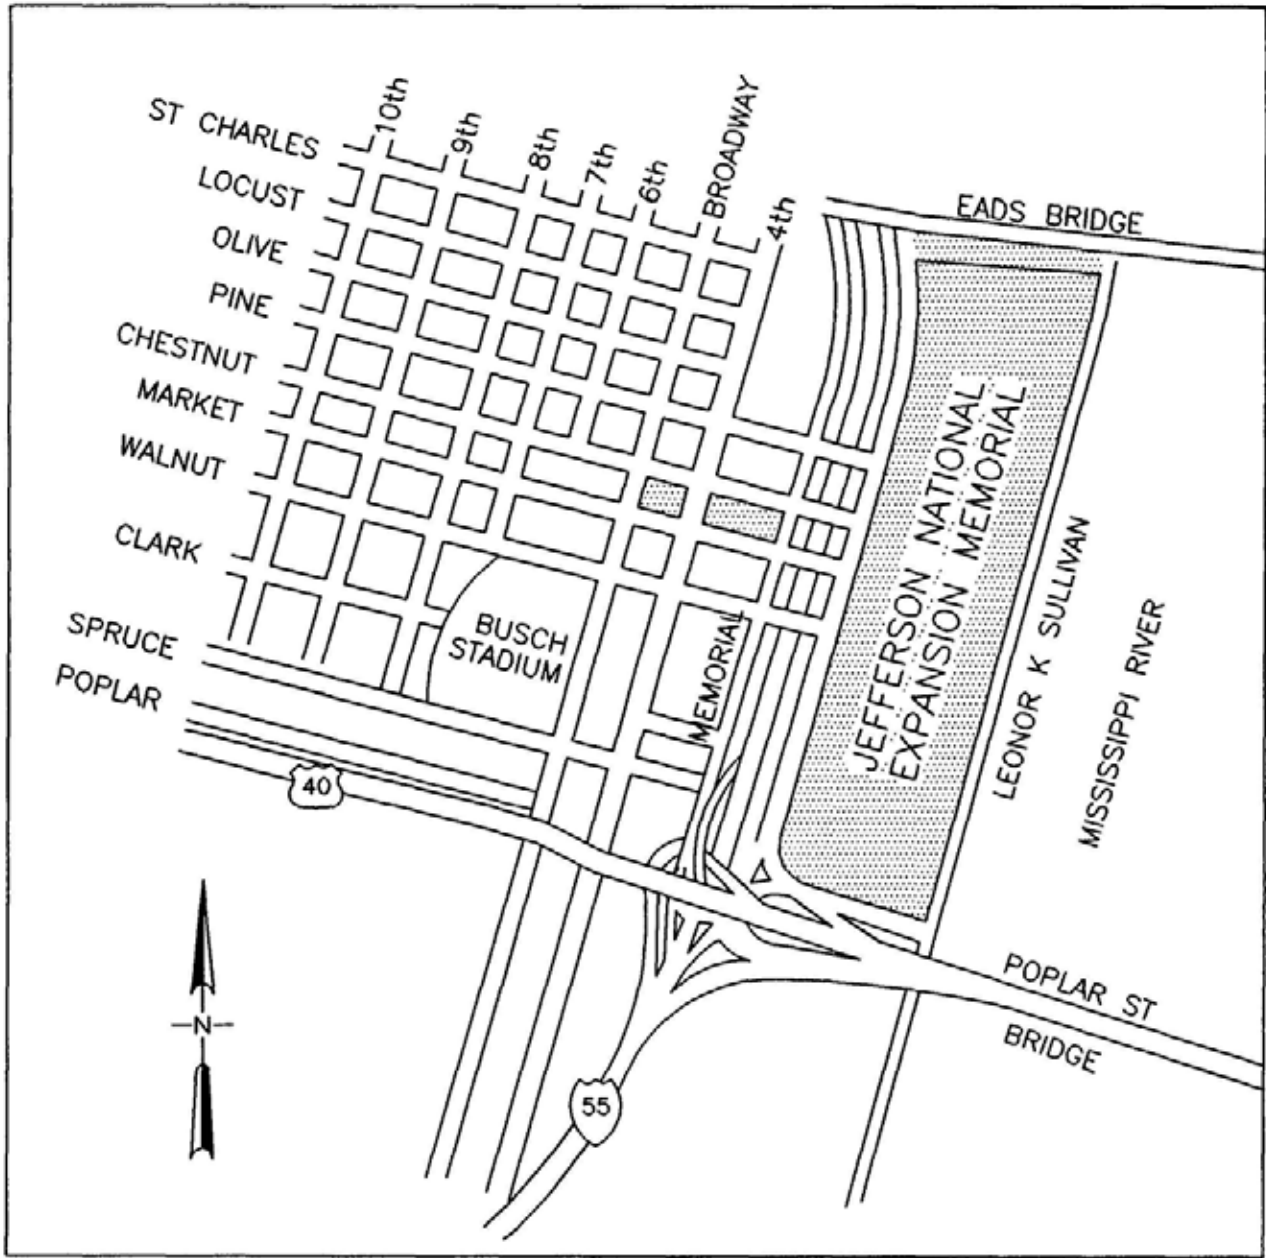 ST CHARLES
LOCUST
OLIVE
PINE
CHESTNUT
MARKET
WALNUT
CLARK
SPRUCE
POPLAR
10th
9th
8th
7th
6th
BROADWAY
4th
EADS BRIDGE
JEFFERSON NATIONAL
EXPANSION MEMORIAL
LEONOR K SULLIVAN
MISSISSIPPI RIVER
BUSCH
STADIUM
MEMORIAL
40
N
55
POPLAR ST
BRIDGE